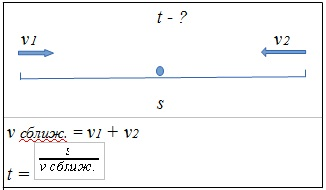 t - ?
v1 v2
s
v сближ. = v1 + v2
t = s / v сближ.